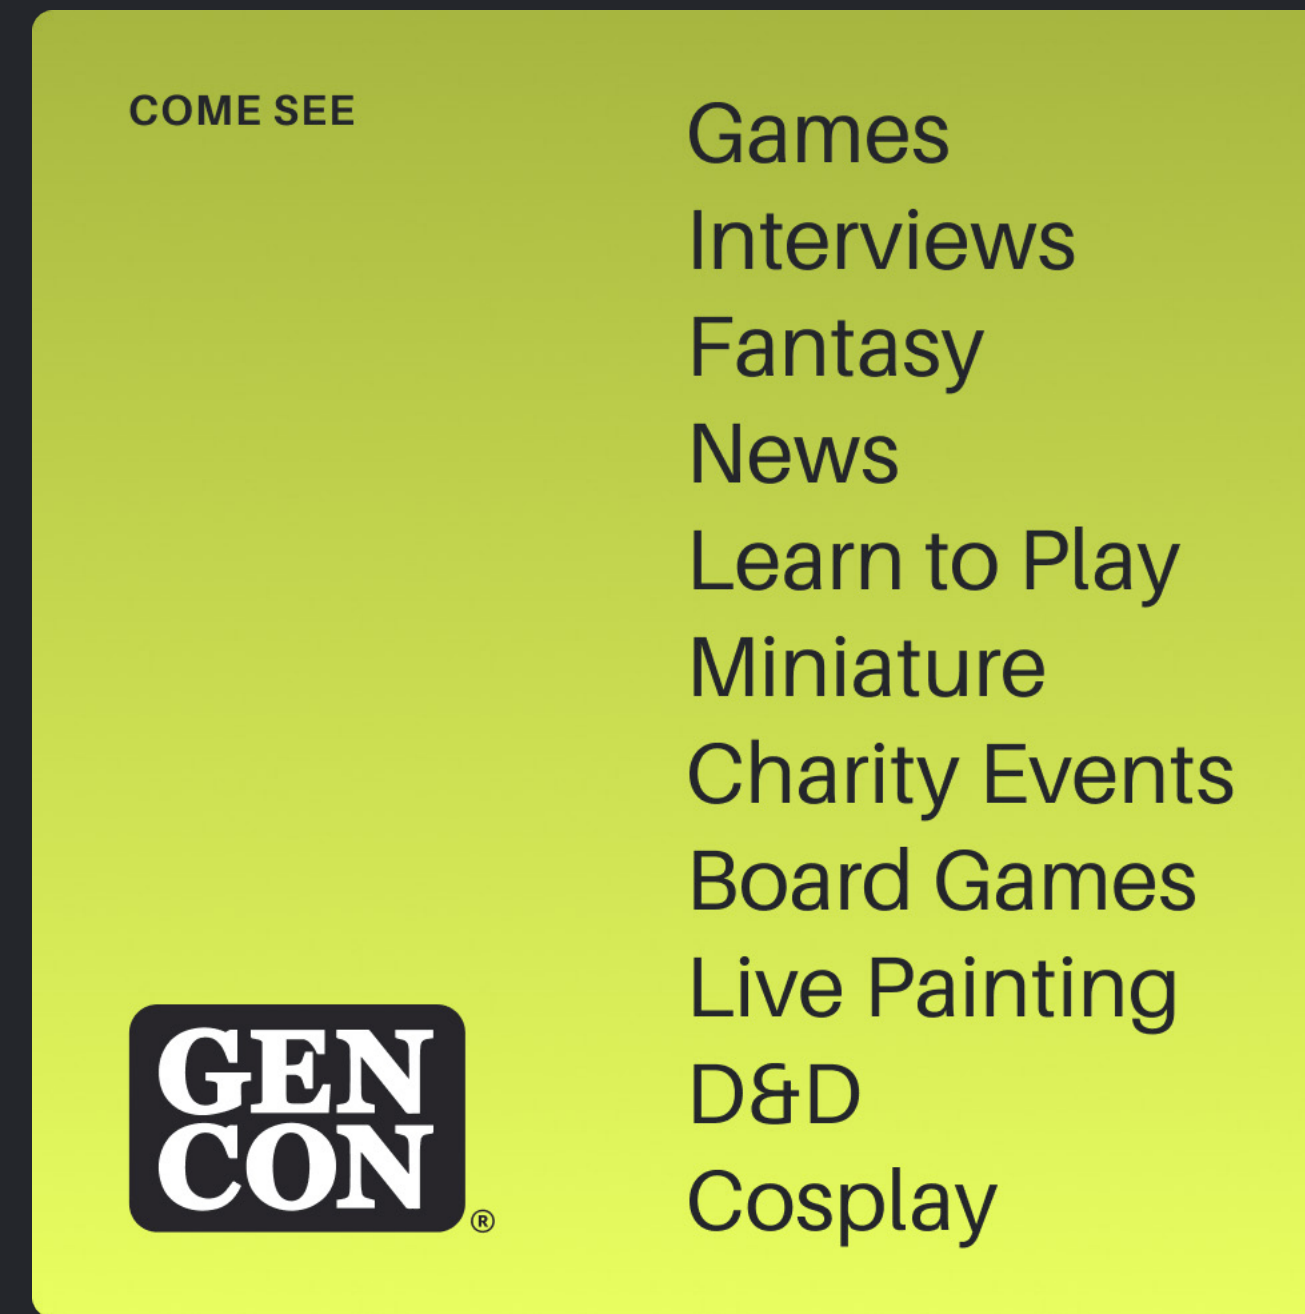 COME SEE
Games
Interviews
Fantasy
News
Learn to Play
Miniature
Charity Events
Board Games
Live Painting
D&D
Cosplay
GEN
CON
®